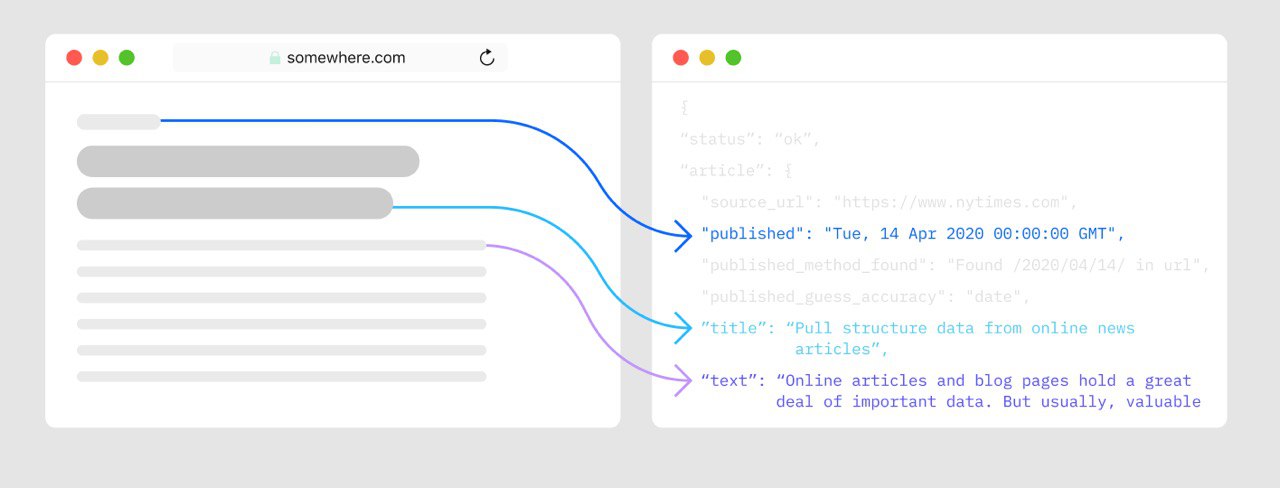 somewhere.com
{
“status”: “ok”,
“article”: {
"source_url": "https://www.nytimes.com",
"published": "Tue, 14 Apr 2020 00:00:00 GMT",
"published_method_found": "Found /2020/04/14/ in url",
"published_guess_accuracy": "date",
”title”: “Pull structure data from online news
articles”,
“text”: “Online articles and blog pages hold a great
deal of important data. But usually, valuable